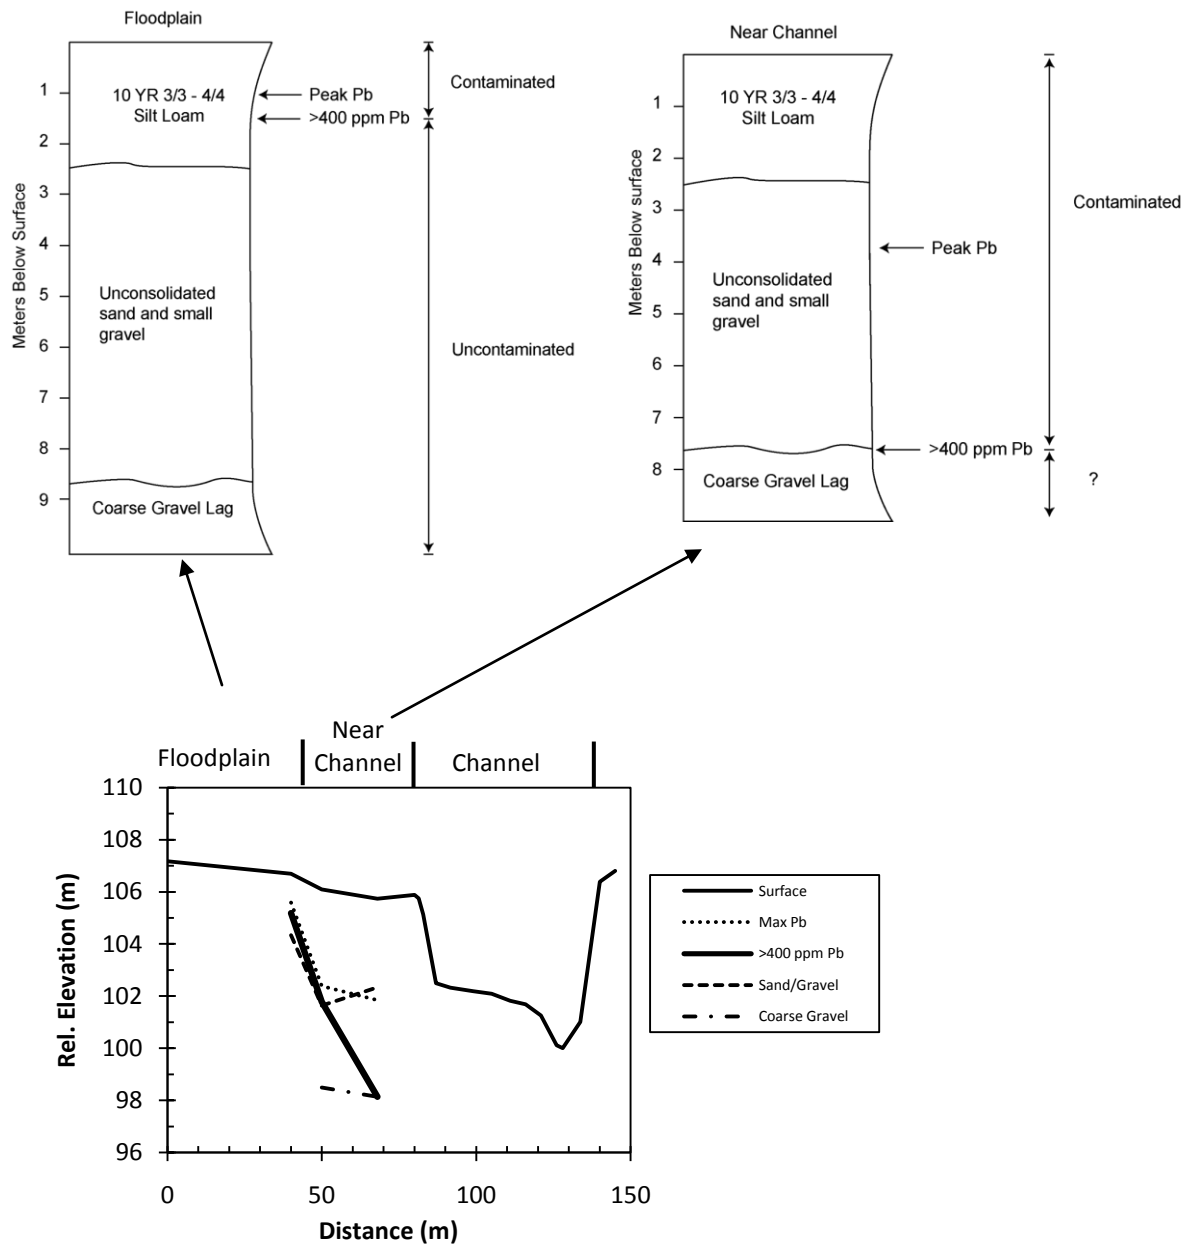 Floodplain
Meters Below Surface
1
2
3
4
5
6
7
8
9
10 YR 3/3 - 4/4
Silt Loam
Unconsolidated
sand and small
gravel
Coarse Gravel Lag
Peak Pb
>400 ppm Pb
Contaminated
Uncontaminated
Near Channel
Meters Below surface
1
2
3
4
5
6
7
8
10 YR 3/3 - 4/4
Silt Loam
Unconsolidated
sand and small
gravel
Coarse Gravel Lag
Peak Pb
>400 ppm Pb
Contaminated
?
Floodplain
Near
Channel
Channel
Rel. Elevation (m)
110
108
106
104
102
100
98
96
0
50
100
150
Distance (m)
Surface
Max Pb
>400 ppm Pb
Sand/Gravel
Coarse Gravel